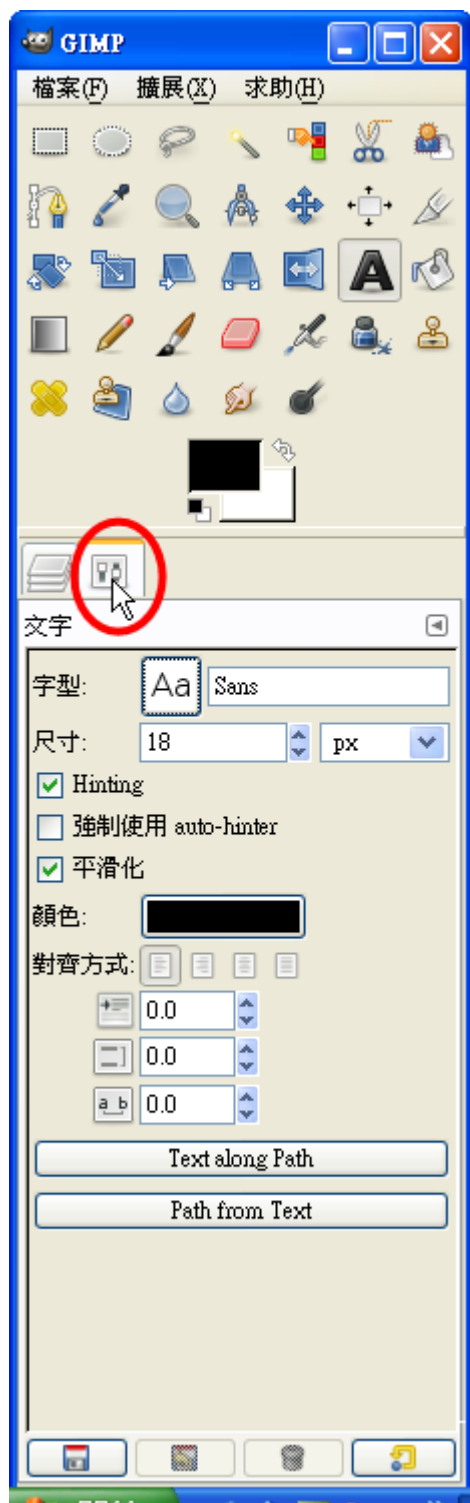 GIMP
檔案(F) 擴展(X) 求助(H)
文字
字型: Aa Sans
尺寸: 18 px
Hinting
強制使用 auto-hinter
平滑化
顏色:
對齊方式:
0.0
0.0
a b 0.0
Text along Path
Path from Text